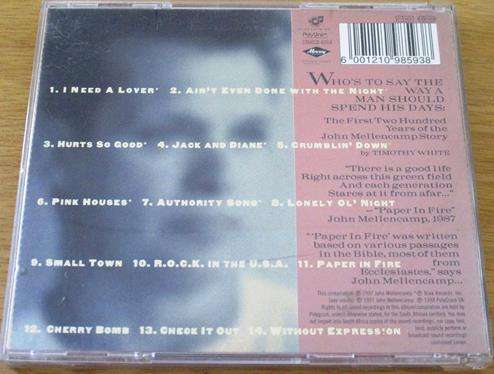 6 001210 985938
PolyGram
Mercury
1. I NEED A LOVER* 2. AIN'T EVEN DONE WITH THE NIGHT*
3. HURTS SO GOOD* 4. JACK AND DIANE* 5. CRUMBLIN' DOWN*
6. PINK HOUSES* 7. AUTHORITY SONG* 8. LONELY OL' NIGHT
9. SMALL TOWN 10. R.O.C.K. IN THE U.S.A. 11. PAPER IN FIRE
12. CHERRY BOMB 13. CHECK IT OUT 14. WITHOUT EXPRESSION
WHO'S TO SAY THE
WAY A
MAN SHOULD
SPEND HIS DAYS:
The First Two Hundred
Years of the
John Mellencamp Story
by TIMOTHY WHITE
"There is a good life
Right across this green field
And each generation
Stares at it from afar..."
– "Paper In Fire"
John Mellencamp, 1987
"'Paper In Fire' was written
based on various passages
in the Bible, most of them
from
Ecclesiastes," says
John Mellencamp...